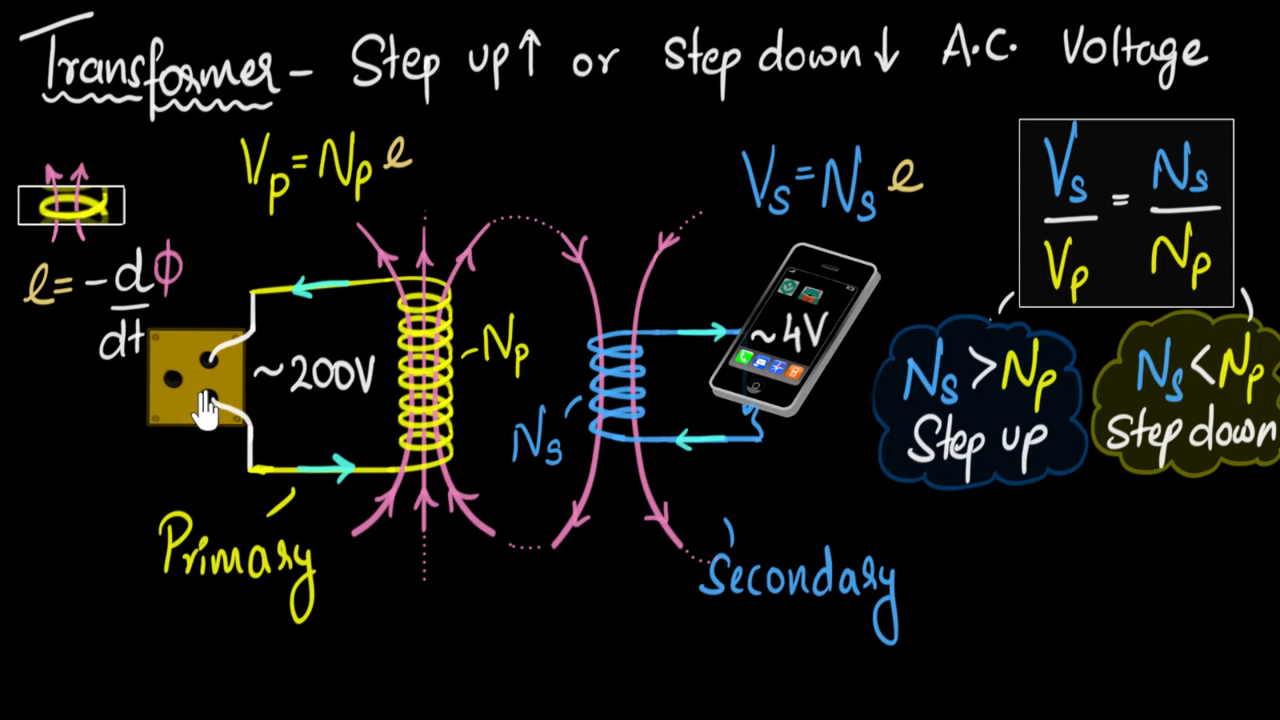 Transformer - Step up↑ or step down↓ A.C. Voltage
Vp = Np e
Vs = Ns e
Vs/Vp = Ns/Np
e = -d/dt ϕ
~200V
Np
Ns
~4V
Ns > Np
Step up
Ns < Np
Step down
Primary
Secondary